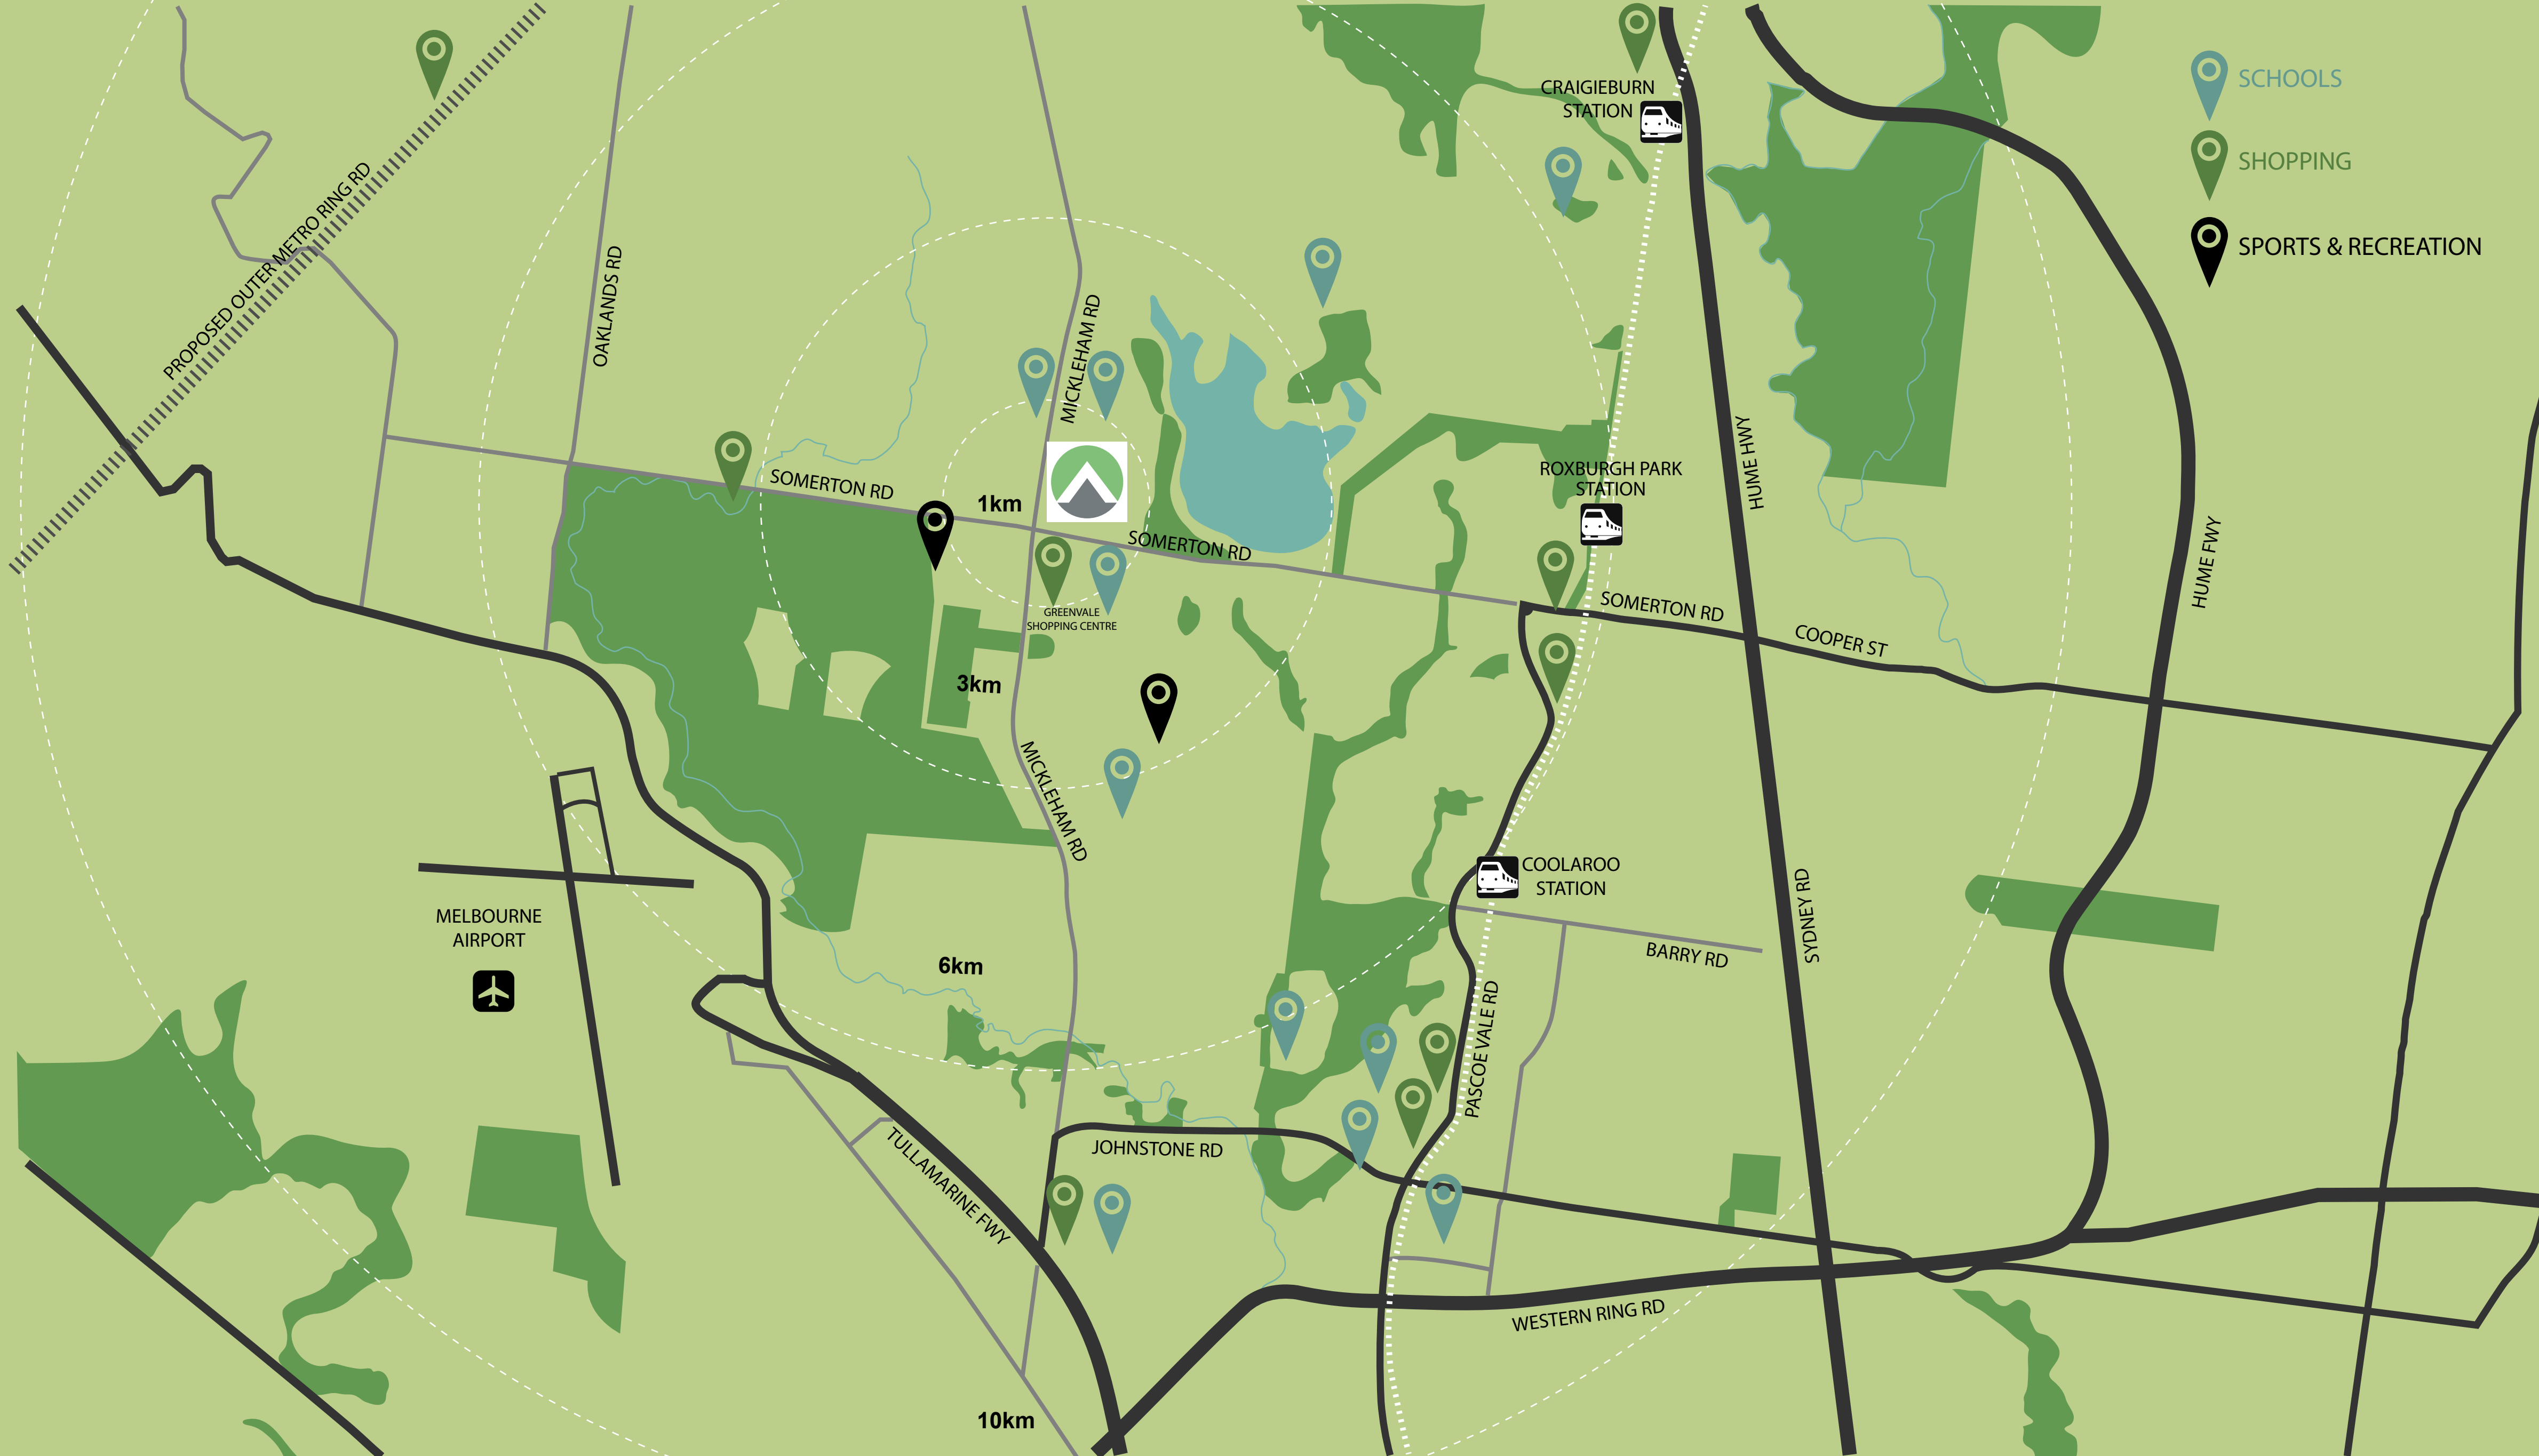 SCHOOLS
SHOPPING
SPORTS & RECREATION
CRAIGIEBURN
STATION
PROPOSED OUTER METRO RING RD
OAKLANDS RD
MICKLEHAM RD
HUME HWY
ROXBURGH PARK
STATION
SOMERTON RD
1km
SOMERTON RD
HUME FWY
SOMERTON RD
COOPER ST
GREENVALE
SHOPPING CENTRE
3km
MICKLEHAM RD
COOLAROO
STATION
MELBOURNE
AIRPORT
SYDNEY RD
BARRY RD
6km
PASCOE VALE RD
JOHNSTONE RD
TULLAMARINE FWY
WESTERN RING RD
10km